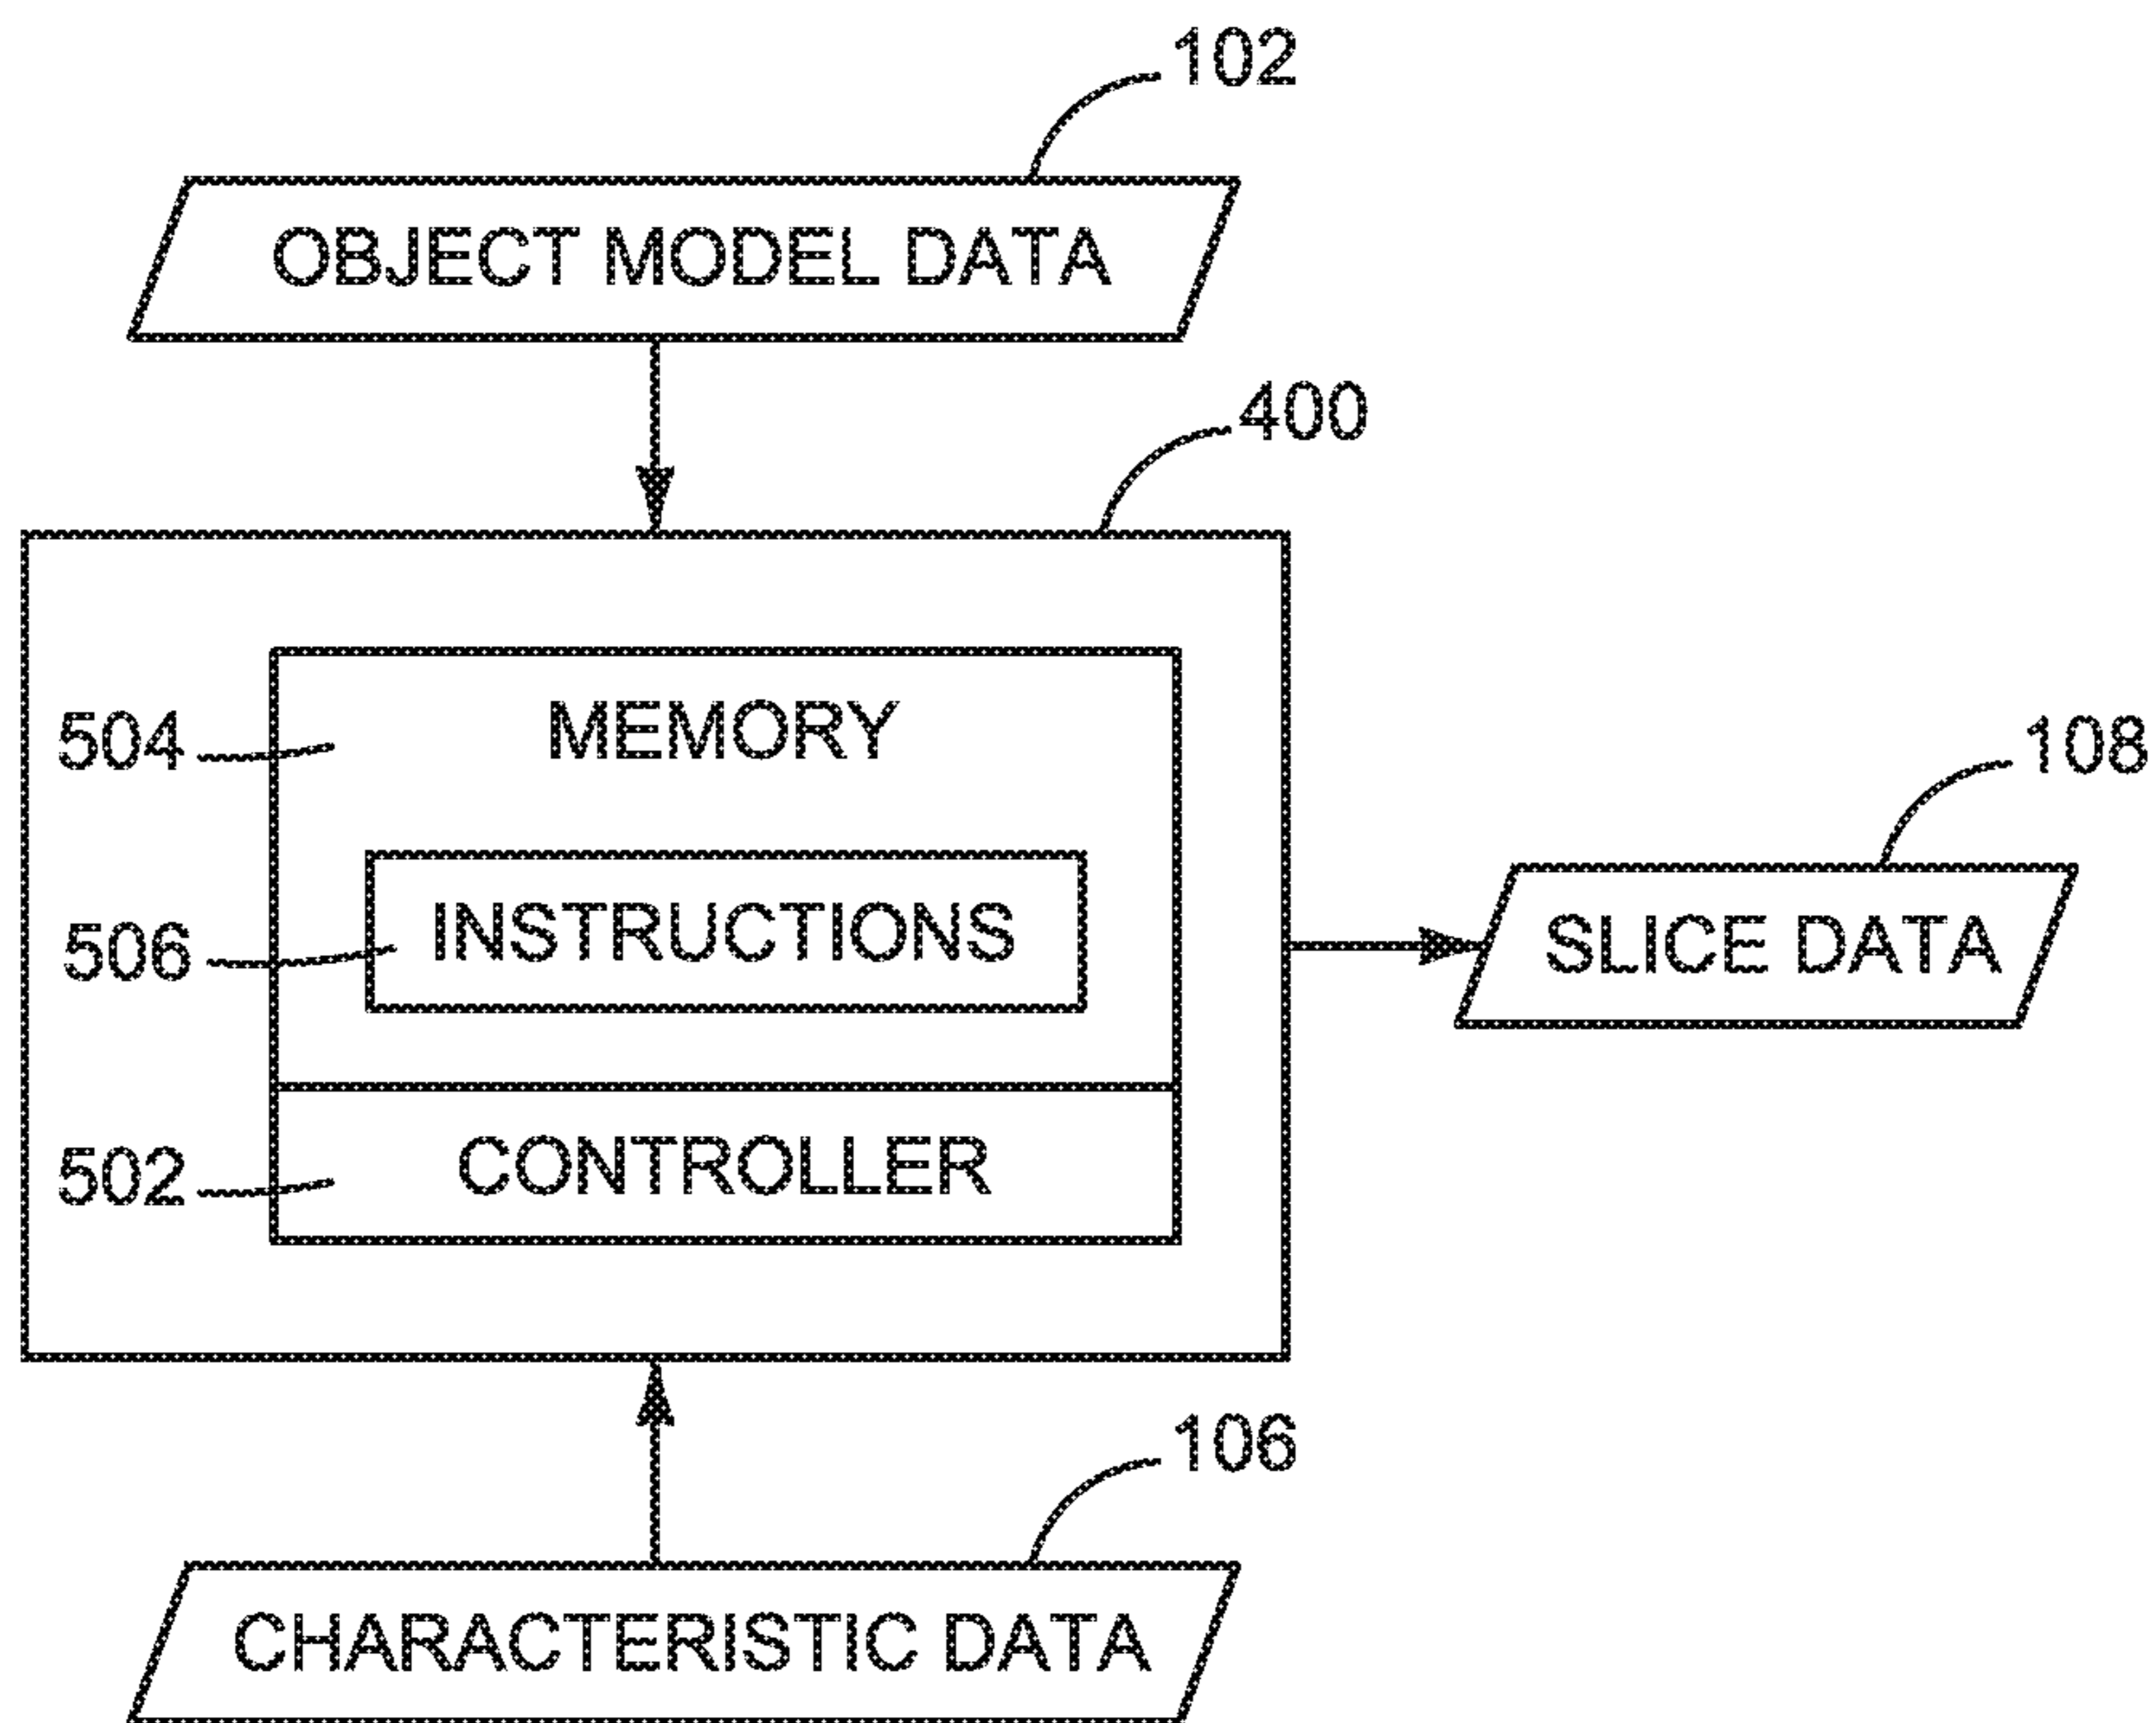 102
OBJECT MODEL DATA
400
504
MEMORY
108
506
INSTRUCTIONS
SLICE DATA
502
CONTROLLER
106
CHARACTERISTIC DATA